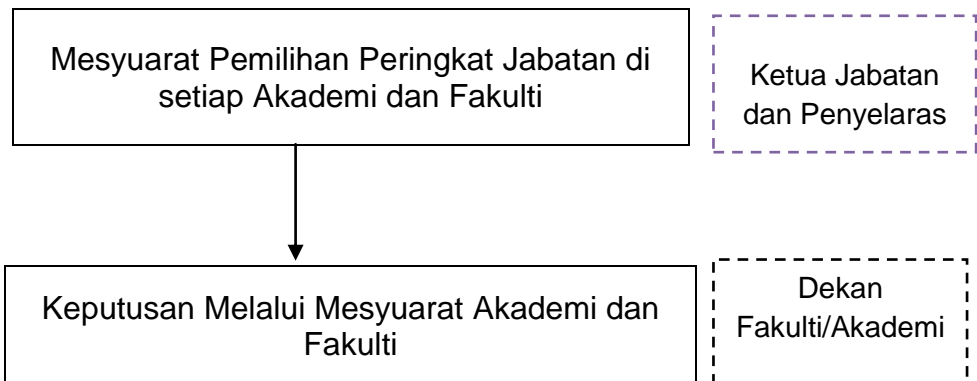 Mesyuarat Pemilihan Peringkat Jabatan di
setiap Akademi dan Fakulti
Ketua Jabatan
dan Penyelaras
Keputusan Melalui Mesyuarat Akademi dan
Fakulti
Dekan
Fakulti/Akademi